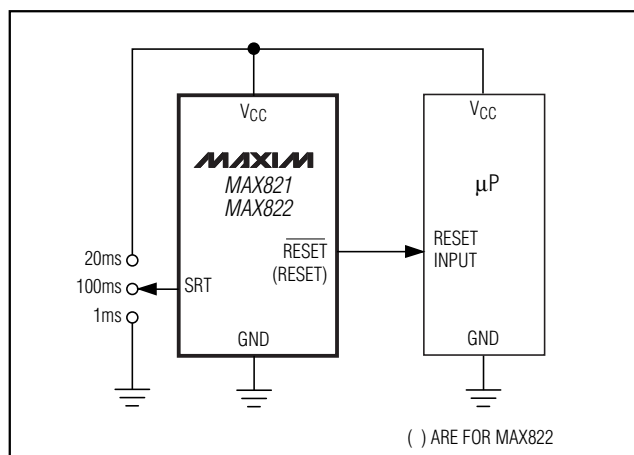 VCC
MAXIM
MAX821
MAX822
RESET
(RESET)
SRT
GND
20ms
100ms
1ms
VCC
µP
RESET
INPUT
GND
( ) ARE FOR MAX822